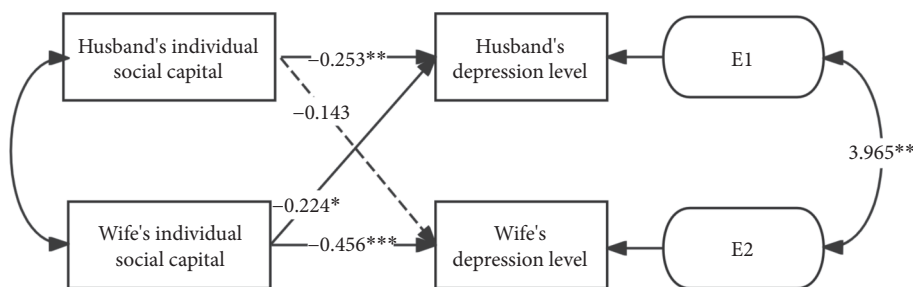 Husband's individual
social capital
−0.253**
Husband's
depression level
E1
−0.143
3.965**
Wife's individual
social capital
−0.224*
−0.456***
Wife's
depression level
E2